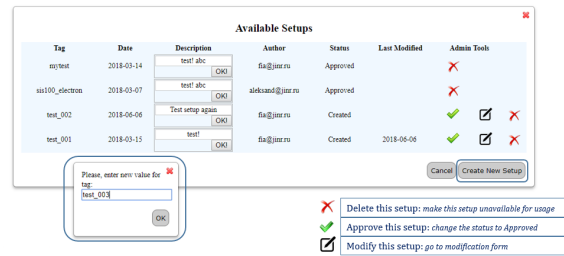 Available Setups
Tag Date Description Author Status Last Modified Admin Tools
mytest 2018-03-14 test! abc OK! fia@jinr.ru Approved
sis100_electron 2018-03-07 test! abc OK! aleksand@jinr.ru Approved
test_002 2018-06-06 Test setup again OK! fia@jinr.ru Created
test_001 2018-03-15 test! OK! fia@jinr.ru Created 2018-06-06
Cancel Create New Setup
Please, enter new value for
tag:
test_003
OK
Delete this setup: make this setup unavailable for usage
Approve this setup: change the status to Approved
Modify this setup: go to modification form